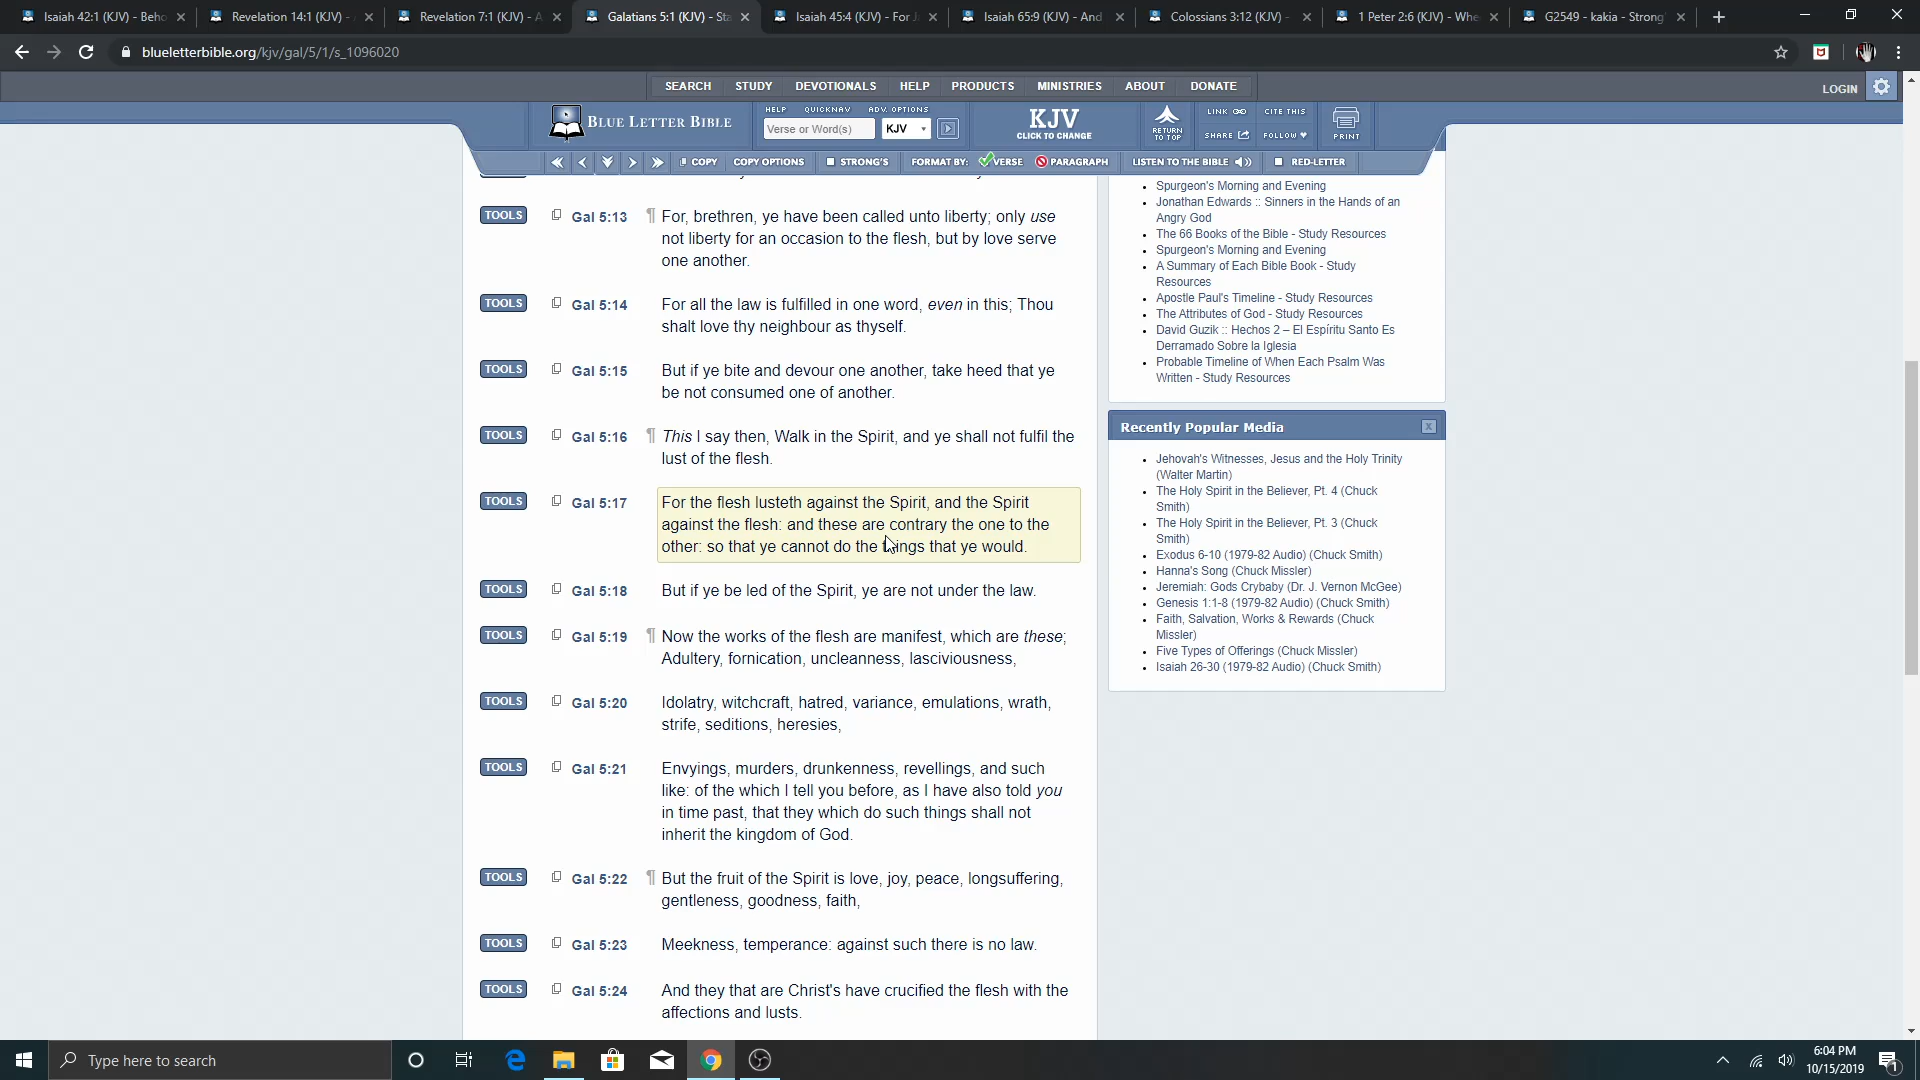 Isaiah 42:1 (KJV) - Beho
Revelation 14:1 (KJV) -
Revelation 7:1 (KJV) - A
Galatians 5:1 (KJV) - Sta
Isaiah 45:4 (KJV) - For J
Isaiah 65:9 (KJV) - And
Colossians 3:12 (KJV) -
1 Peter 2:6 (KJV) - Whe
G2549 - kakia - Strong'
blueletterbible.org/kjv/gal/5/1/s_1096020
SEARCH STUDY DEVOTIONALS HELP PRODUCTS MINISTRIES ABOUT DONATE
LOGIN
BLUE LETTER BIBLE
HELP QUICKNAV ADV. OPTIONS
Verse or Word(s) KJV
KJV
CLICK TO CHANGE
RETURN
TO TOP
LINK CITE THIS
SHARE FOLLOW
PRINT
COPY COPY OPTIONS STRONG'S FORMAT BY: VERSE PARAGRAPH LISTEN TO THE BIBLE RED-LETTER
TOOLS Gal 5:13 ¶ For, brethren, ye have been called unto liberty; only use
not liberty for an occasion to the flesh, but by love serve
one another.
TOOLS Gal 5:14 For all the law is fulfilled in one word, even in this; Thou
shalt love thy neighbour as thyself.
TOOLS Gal 5:15 But if ye bite and devour one another, take heed that ye
be not consumed one of another.
TOOLS Gal 5:16 ¶ This I say then, Walk in the Spirit, and ye shall not fulfil the
lust of the flesh.
TOOLS Gal 5:17 For the flesh lusteth against the Spirit, and the Spirit
against the flesh: and these are contrary the one to the
other: so that ye cannot do the things that ye would.
TOOLS Gal 5:18 But if ye be led of the Spirit, ye are not under the law.
TOOLS Gal 5:19 ¶ Now the works of the flesh are manifest, which are these;
Adultery, fornication, uncleanness, lasciviousness,
TOOLS Gal 5:20 Idolatry, witchcraft, hatred, variance, emulations, wrath,
strife, seditions, heresies,
TOOLS Gal 5:21 Envyings, murders, drunkenness, revellings, and such
like: of the which I tell you before, as I have also told you
in time past, that they which do such things shall not
inherit the kingdom of God.
TOOLS Gal 5:22 ¶ But the fruit of the Spirit is love, joy, peace, longsuffering,
gentleness, goodness, faith,
TOOLS Gal 5:23 Meekness, temperance: against such there is no law.
TOOLS Gal 5:24 And they that are Christ's have crucified the flesh with the
affections and lusts.
Spurgeon's Morning and Evening
Jonathan Edwards :: Sinners in the Hands of an
Angry God
The 66 Books of the Bible - Study Resources
Spurgeon's Morning and Evening
A Summary of Each Bible Book - Study
Resources
Apostle Paul's Timeline - Study Resources
The Attributes of God - Study Resources
David Guzik :: Hechos 2 – El Espíritu Santo Es
Derramado Sobre la Iglesia
Probable Timeline of When Each Psalm Was
Written - Study Resources
Recently Popular Media
Jehovah's Witnesses, Jesus and the Holy Trinity
(Walter Martin)
The Holy Spirit in the Believer, Pt. 4 (Chuck
Smith)
The Holy Spirit in the Believer, Pt. 3 (Chuck
Smith)
Exodus 6-10 (1979-82 Audio) (Chuck Smith)
Hanna's Song (Chuck Missler)
Jeremiah: Gods Crybaby (Dr. J. Vernon McGee)
Genesis 1:1-8 (1979-82 Audio) (Chuck Smith)
Faith, Salvation, Works & Rewards (Chuck
Missler)
Five Types of Offerings (Chuck Missler)
Isaiah 26-30 (1979-82 Audio) (Chuck Smith)
Type here to search
6:04 PM
10/15/2019
1